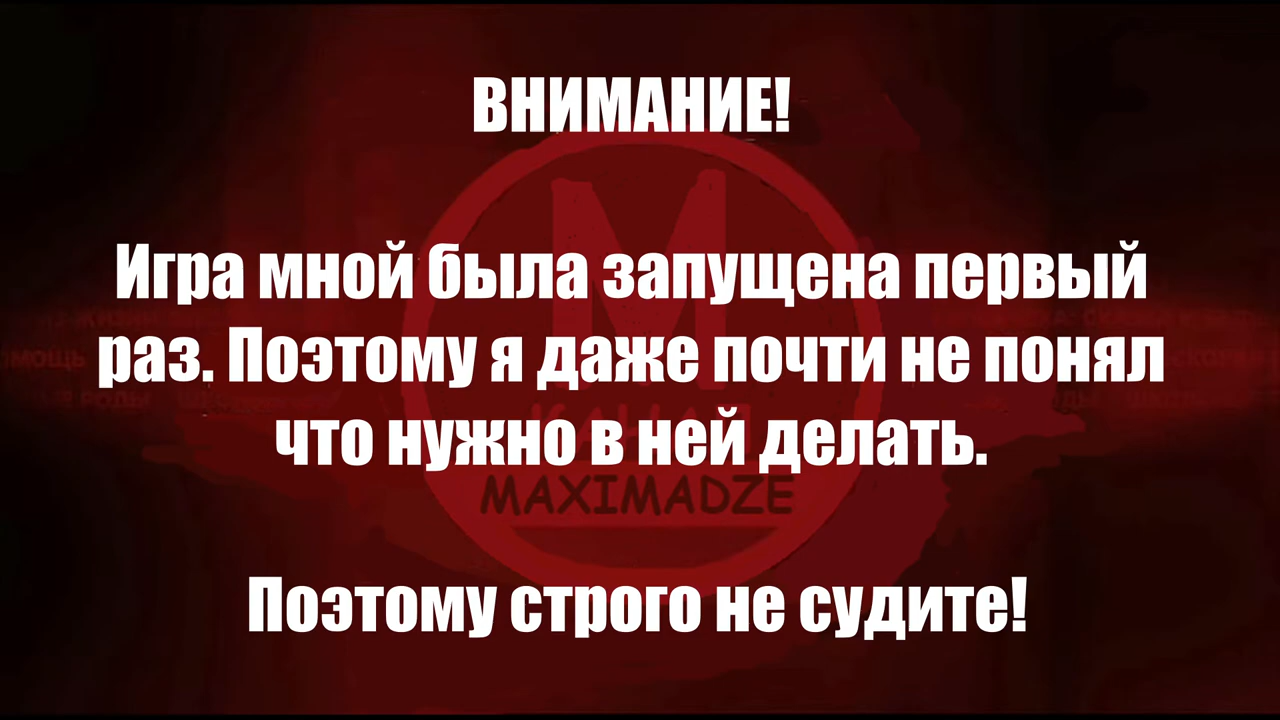 ВНИМАНИЕ!
Игра мной была запущена первый
раз. Поэтому я даже почти не понял
что нужно в ней делать.
КАНАЛ
MAXIMADZE
Поэтому строго не судите!